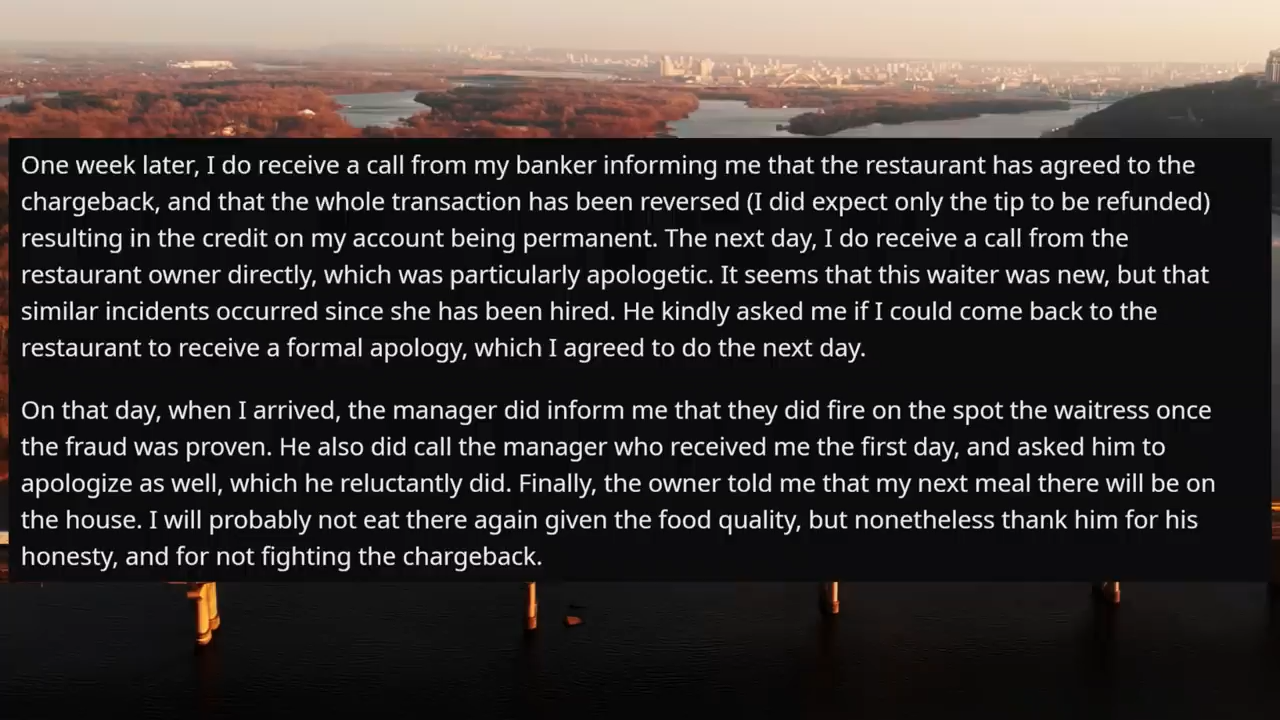 One week later, I do receive a call from my banker informing me that the restaurant has agreed to the
chargeback, and that the whole transaction has been reversed (I did expect only the tip to be refunded)
resulting in the credit on my account being permanent. The next day, I do receive a call from the
restaurant owner directly, which was particularly apologetic. It seems that this waiter was new, but that
similar incidents occurred since she has been hired. He kindly asked me if I could come back to the
restaurant to receive a formal apology, which I agreed to do the next day.
On that day, when I arrived, the manager did inform me that they did fire on the spot the waitress once
the fraud was proven. He also did call the manager who received me the first day, and asked him to
apologize as well, which he reluctantly did. Finally, the owner told me that my next meal there will be on
the house. I will probably not eat there again given the food quality, but nonetheless thank him for his
honesty, and for not fighting the chargeback.